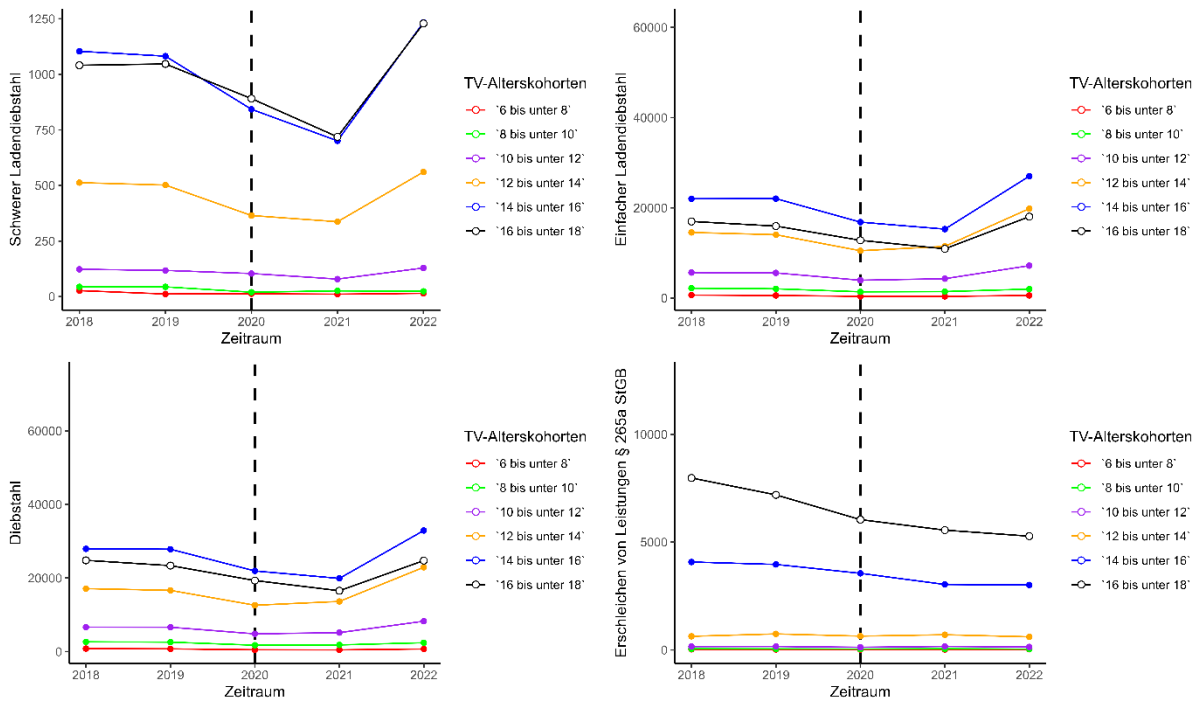 Schwerer Ladendiebstahl
1250
1000
750
500
250
0
2018 2019 2020 2021 2022
Zeitraum
TV-Alterskohorten
`6 bis unter 8`
`8 bis unter 10`
`10 bis unter 12`
`12 bis unter 14`
`14 bis unter 16`
`16 bis unter 18`
Einfacher Ladendiebstahl
60000
40000
20000
0
2018 2019 2020 2021 2022
Zeitraum
TV-Alterskohorten
`6 bis unter 8`
`8 bis unter 10`
`10 bis unter 12`
`12 bis unter 14`
`14 bis unter 16`
`16 bis unter 18`
Diebstahl
60000
40000
20000
0
2018 2019 2020 2021 2022
Zeitraum
TV-Alterskohorten
`6 bis unter 8`
`8 bis unter 10`
`10 bis unter 12`
`12 bis unter 14`
`14 bis unter 16`
`16 bis unter 18`
Erschleichen von Leistungen § 265a StGB
10000
5000
0
2018 2019 2020 2021 2022
Zeitraum
TV-Alterskohorten
`6 bis unter 8`
`8 bis unter 10`
`10 bis unter 12`
`12 bis unter 14`
`14 bis unter 16`
`16 bis unter 18`